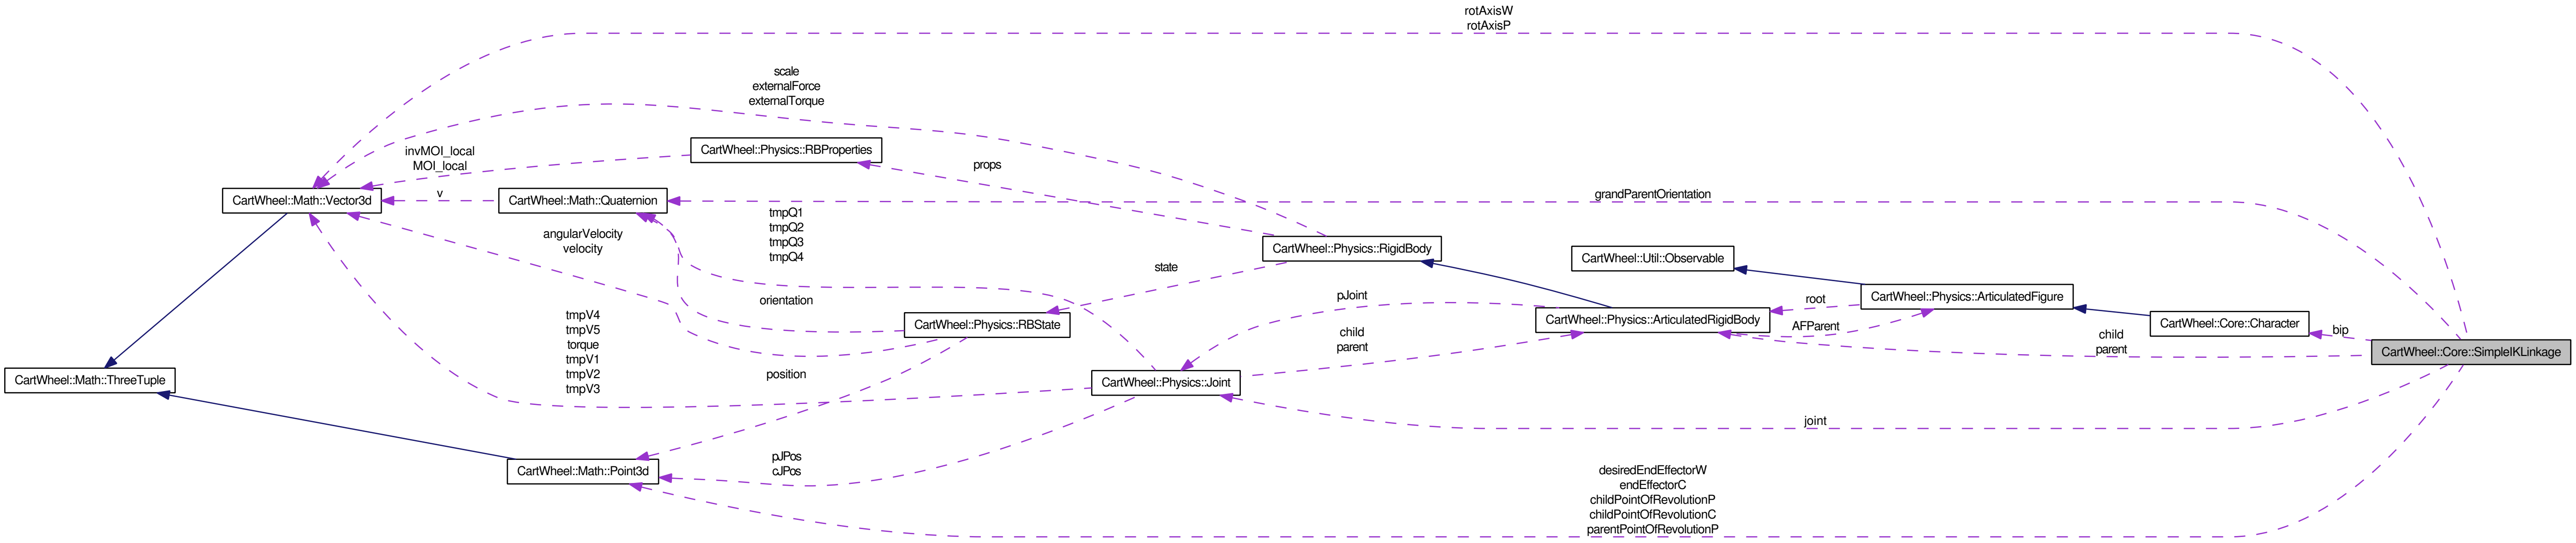 rotAxisW
rotAxisP
scale
externalForce
externalTorque
CartWheel::Physics::RBProperties
invMOI_local
MOI_local
props
CartWheel::Math::Vector3d
v
CartWheel::Math::Quaternion
grandParentOrientation
tmpQ1
tmpQ2
tmpQ3
tmpQ4
angularVelocity
velocity
CartWheel::Physics::RigidBody
CartWheel::Util::Observable
state
orientation
pJoint
root
CartWheel::Physics::ArticulatedFigure
tmpV4
tmpV5
torque
tmpV1
tmpV2
tmpV3
CartWheel::Physics::RBState
child
parent
CartWheel::Physics::ArticulatedRigidBody
AFParent
CartWheel::Core::Character
bip
child
parent
CartWheel::Core::SimpleIKLinkage
CartWheel::Math::ThreeTuple
position
CartWheel::Physics::Joint
joint
pJPos
cJPos
CartWheel::Math::Point3d
desiredEndEffectorW
endEffectorC
childPointOfRevolutionP
childPointOfRevolutionC
parentPointOfRevolutionP